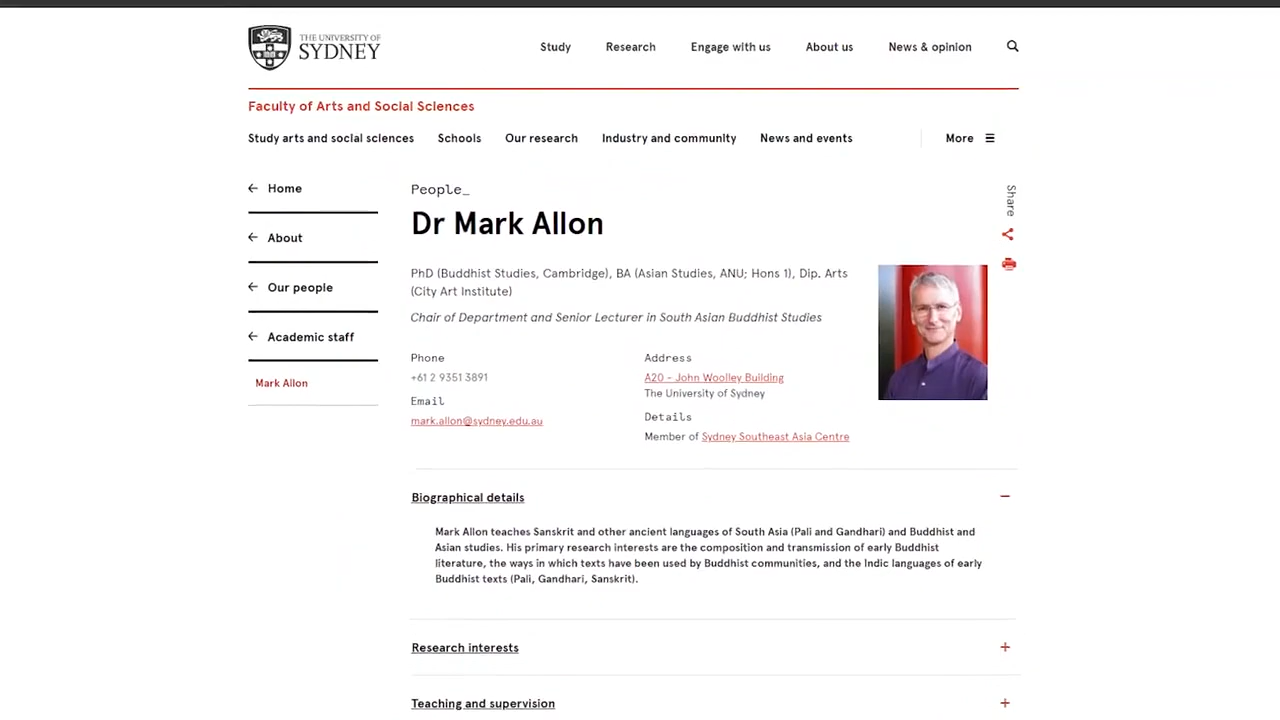 THE UNIVERSITY OF
SYDNEY
Study Research Engage with us About us News & opinion
Faculty of Arts and Social Sciences
Study arts and social sciences Schools Our research Industry and community News and events More
Home
About
Our people
Academic staff
Mark Allon
People_
Dr Mark Allon
PhD (Buddhist Studies, Cambridge), BA (Asian Studies, ANU; Hons 1), Dip. Arts
(City Art Institute)
Chair of Department and Senior Lecturer in South Asian Buddhist Studies
Phone
+61 2 9351 3891
Email
mark.allon@sydney.edu.au
Address
A20 - John Woolley Building
The University of Sydney
Details
Member of Sydney Southeast Asia Centre
Share
Biographical details
Mark Allon teaches Sanskrit and other ancient languages of South Asia (Pali and Gandhari) and Buddhist and
Asian studies. His primary research interests are the composition and transmission of early Buddhist
literature, the ways in which texts have been used by Buddhist communities, and the Indic languages of early
Buddhist texts (Pali, Gandhari, Sanskrit).
Research interests
Teaching and supervision